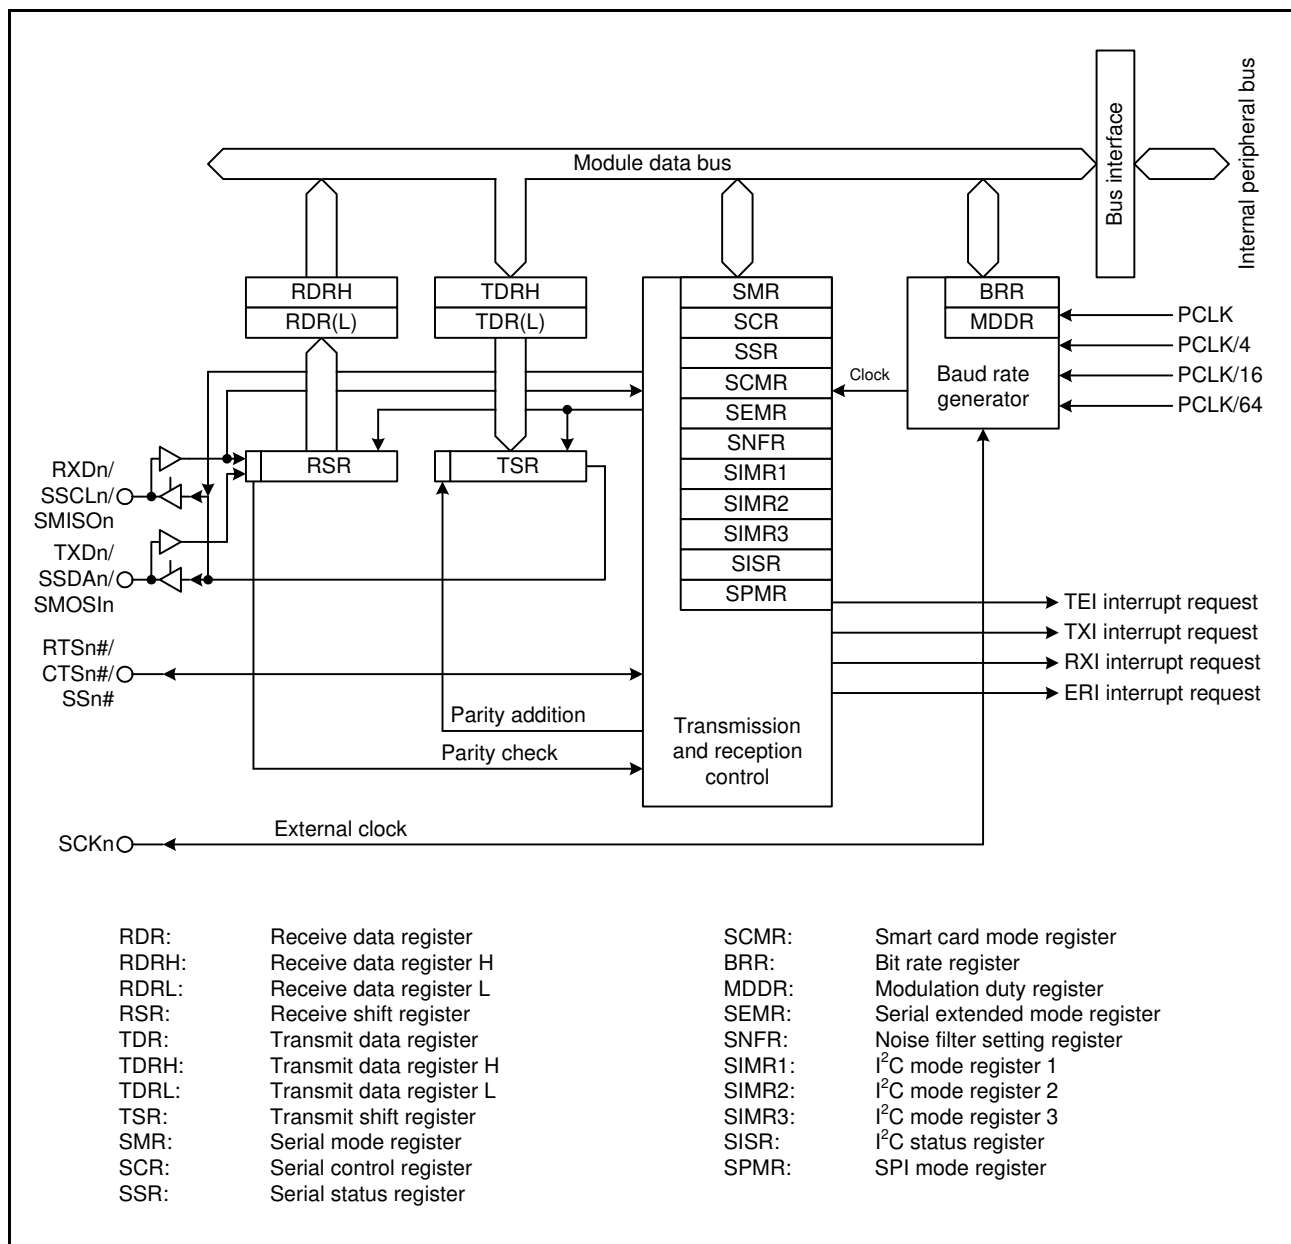 Module data bus
Bus interface
Internal peripheral bus
RDRH
RDR(L)
TDRH
TDR(L)
SMR
SCR
SSR
SCMR
SEMR
SNFR
SIMR1
SIMR2
SIMR3
SISR
SPMR
Transmission
and reception
control
BRR
MDDR
Baud rate
generator
Clock
PCLK
PCLK/4
PCLK/16
PCLK/64
RSR
TSR
RXDn/
SSCLn/
SMISOn
TXDn/
SSDAn/
SMOSIn
RTSn#/
CTSn#/
SSn#
Parity addition
Parity check
TEI interrupt request
TXI interrupt request
RXI interrupt request
ERI interrupt request
SCKn
External clock
RDR: Receive data register
RDRH: Receive data register H
RDRL: Receive data register L
RSR: Receive shift register
TDR: Transmit data register
TDRH: Transmit data register H
TDRL: Transmit data register L
TSR: Transmit shift register
SMR: Serial mode register
SCR: Serial control register
SSR: Serial status register
SCMR: Smart card mode register
BRR: Bit rate register
MDDR: Modulation duty register
SEMR: Serial extended mode register
SNFR: Noise filter setting register
SIMR1: I²C mode register 1
SIMR2: I²C mode register 2
SIMR3: I²C mode register 3
SISR: I²C status register
SPMR: SPI mode register